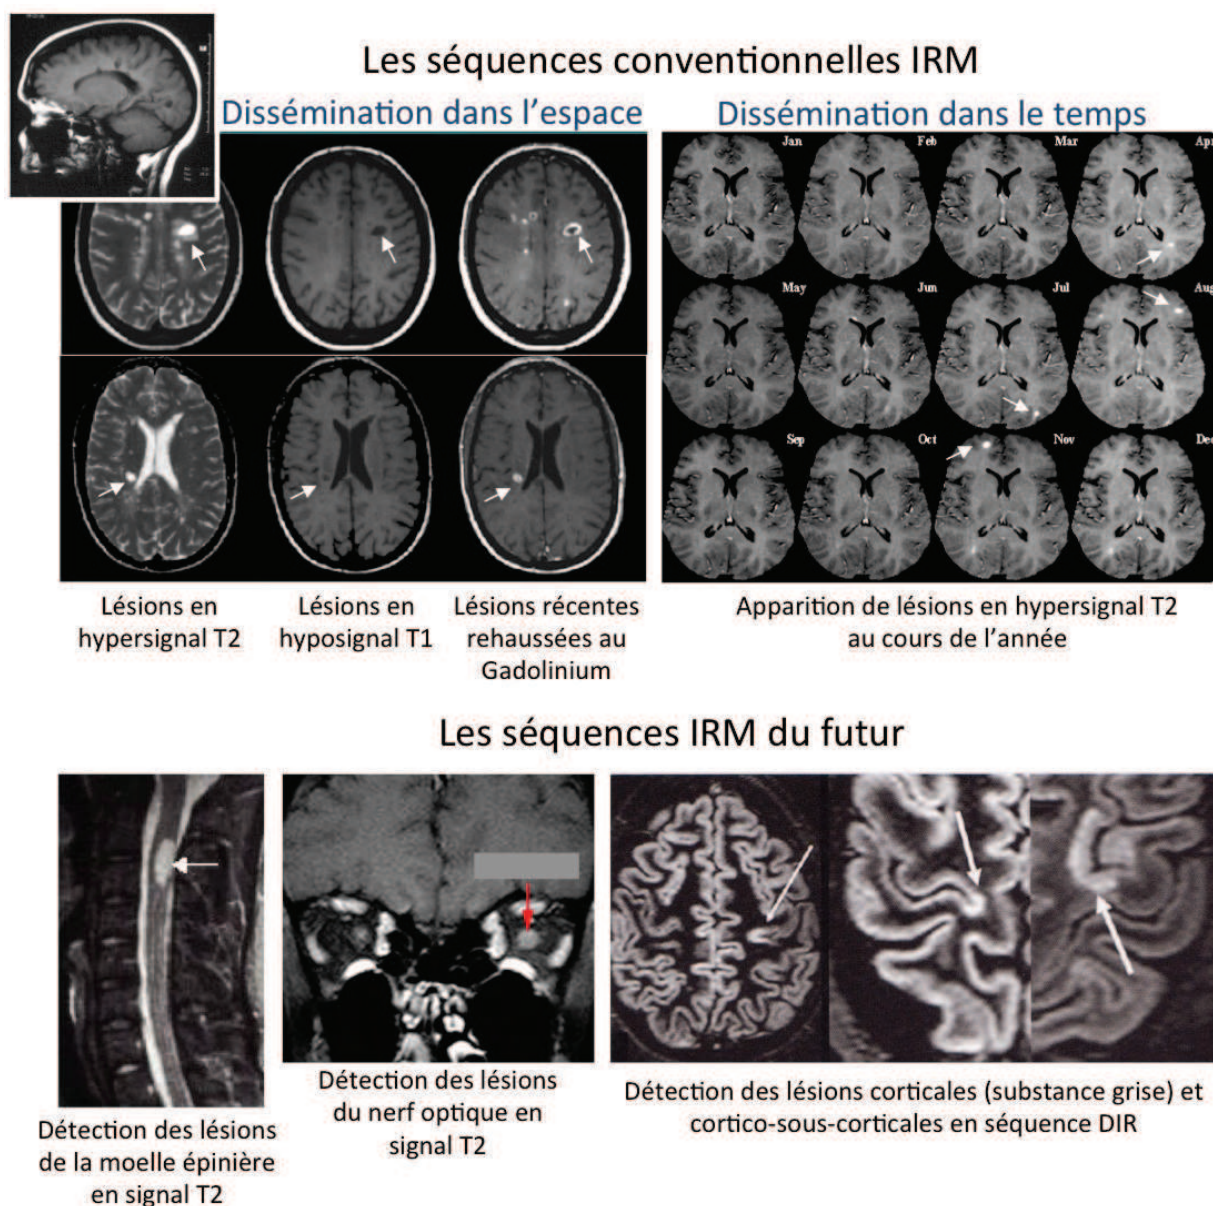 Les séquences conventionnelles IRM
Dissémination dans l’espace
Dissémination dans le temps
Jan
Feb
Mar
Apr
May
Jun
Jul
Aug
Sep
Oct
Nov
Dec
Lésions en
hypersignal T2
Lésions en
hyposignal T1
Lésions récentes
rehaussées au
Gadolinium
Apparition de lésions en hypersignal T2
au cours de l’année
Les séquences IRM du futur
Détection des lésions
de la moelle épinière
en signal T2
Détection des lésions
du nerf optique en
signal T2
Détection des lésions corticales (substance grise) et
cortico-sous-corticales en séquence DIR